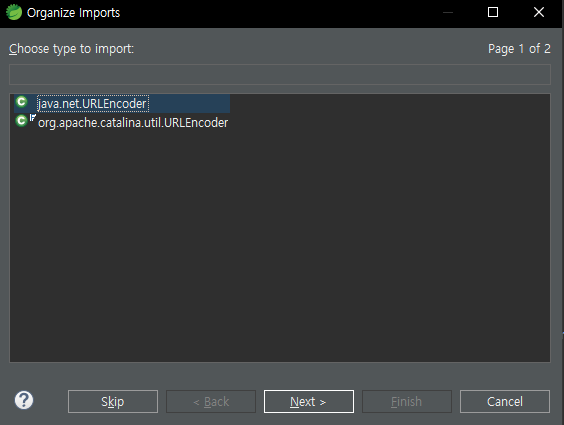 Organize Imports
Choose type to import:
Page 1 of 2
java.net.URLEncoder
org.apache.catalina.util.URLEncoder
?
Skip
< Back
Next >
Finish
Cancel